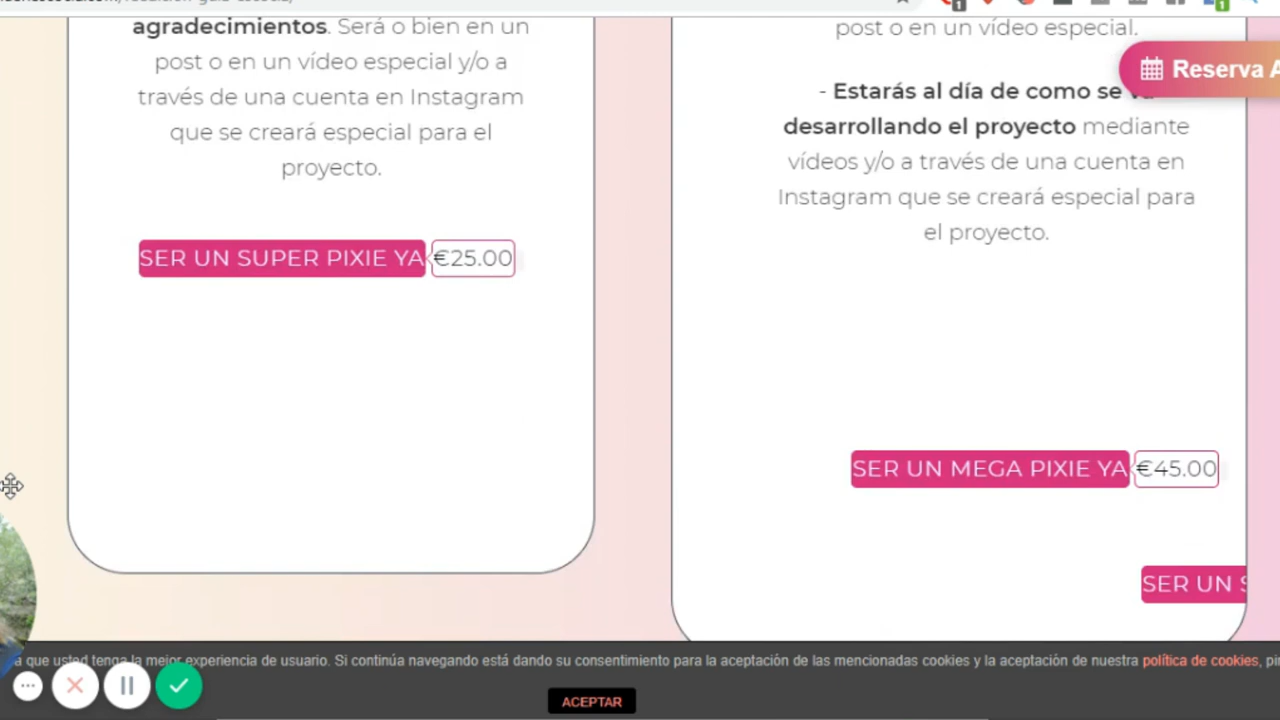 agradecimientos. Será o bien en un
post o en un vídeo especial y/o a
través de una cuenta en Instagram
que se creará especial para el
proyecto.
SER UN SUPER PIXIE YA
€25.00
post o en un vídeo especial.
Reserva A
- Estarás al día de como se va
desarrollando el proyecto mediante
vídeos y/o a través de una cuenta en
Instagram que se creará especial para
el proyecto.
SER UN MEGA PIXIE YA
€45.00
SER UN S
a que usted tenga la mejor experiencia de usuario. Si continúa navegando está dando su consentimiento para la aceptación de las mencionadas cookies y la aceptación de nuestra política de cookies,
ACEPTAR